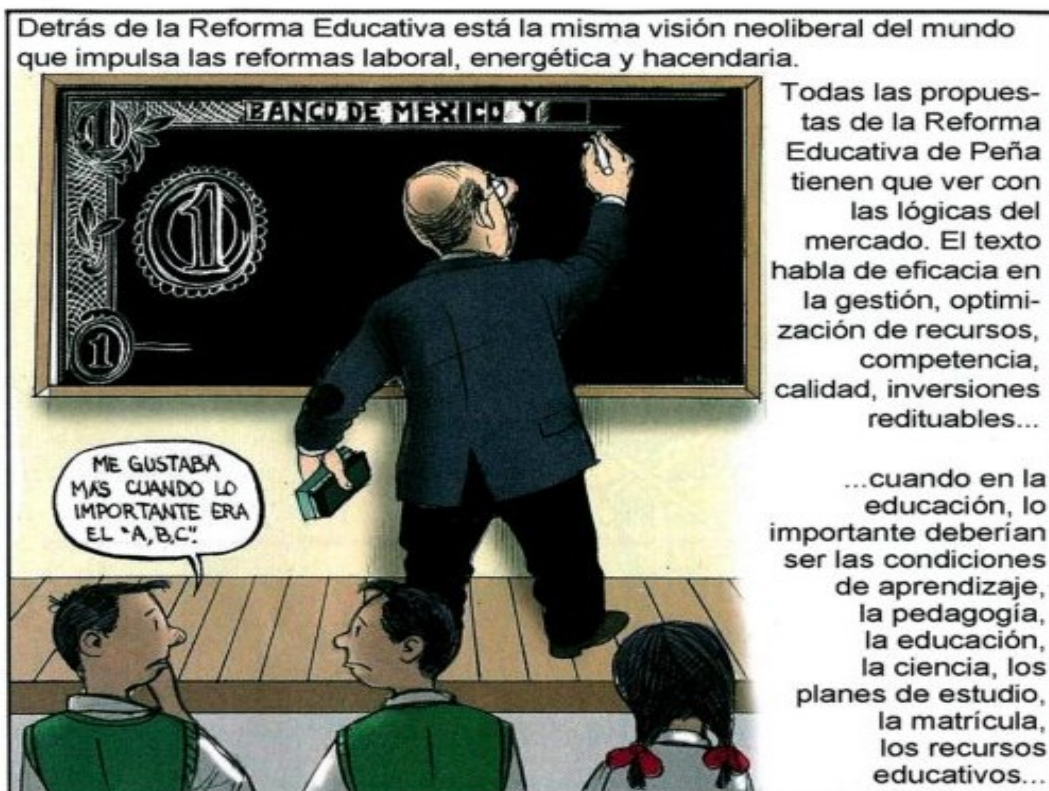 Detrás de la Reforma Educativa está la misma visión neoliberal del mundo
que impulsa las reformas laboral, energética y hacendaria.
BANCO DE MEXICO Y
1
1
1
Todas las propues-
tas de la Reforma
Educativa de Peña
tienen que ver con
las lógicas del
mercado. El texto
habla de eficacia en
la gestión, optimi-
zación de recursos,
competencia,
calidad, inversiones
redituables...
ME GUSTABA
MÁS CUANDO LO
IMPORTANTE ERA
EL "A,B,C".
...cuando en la
educación, lo
importante deberían
ser las condiciones
de aprendizaje,
la pedagogía,
la educación,
la ciencia, los
planes de estudio,
la matrícula,
los recursos
educativos...